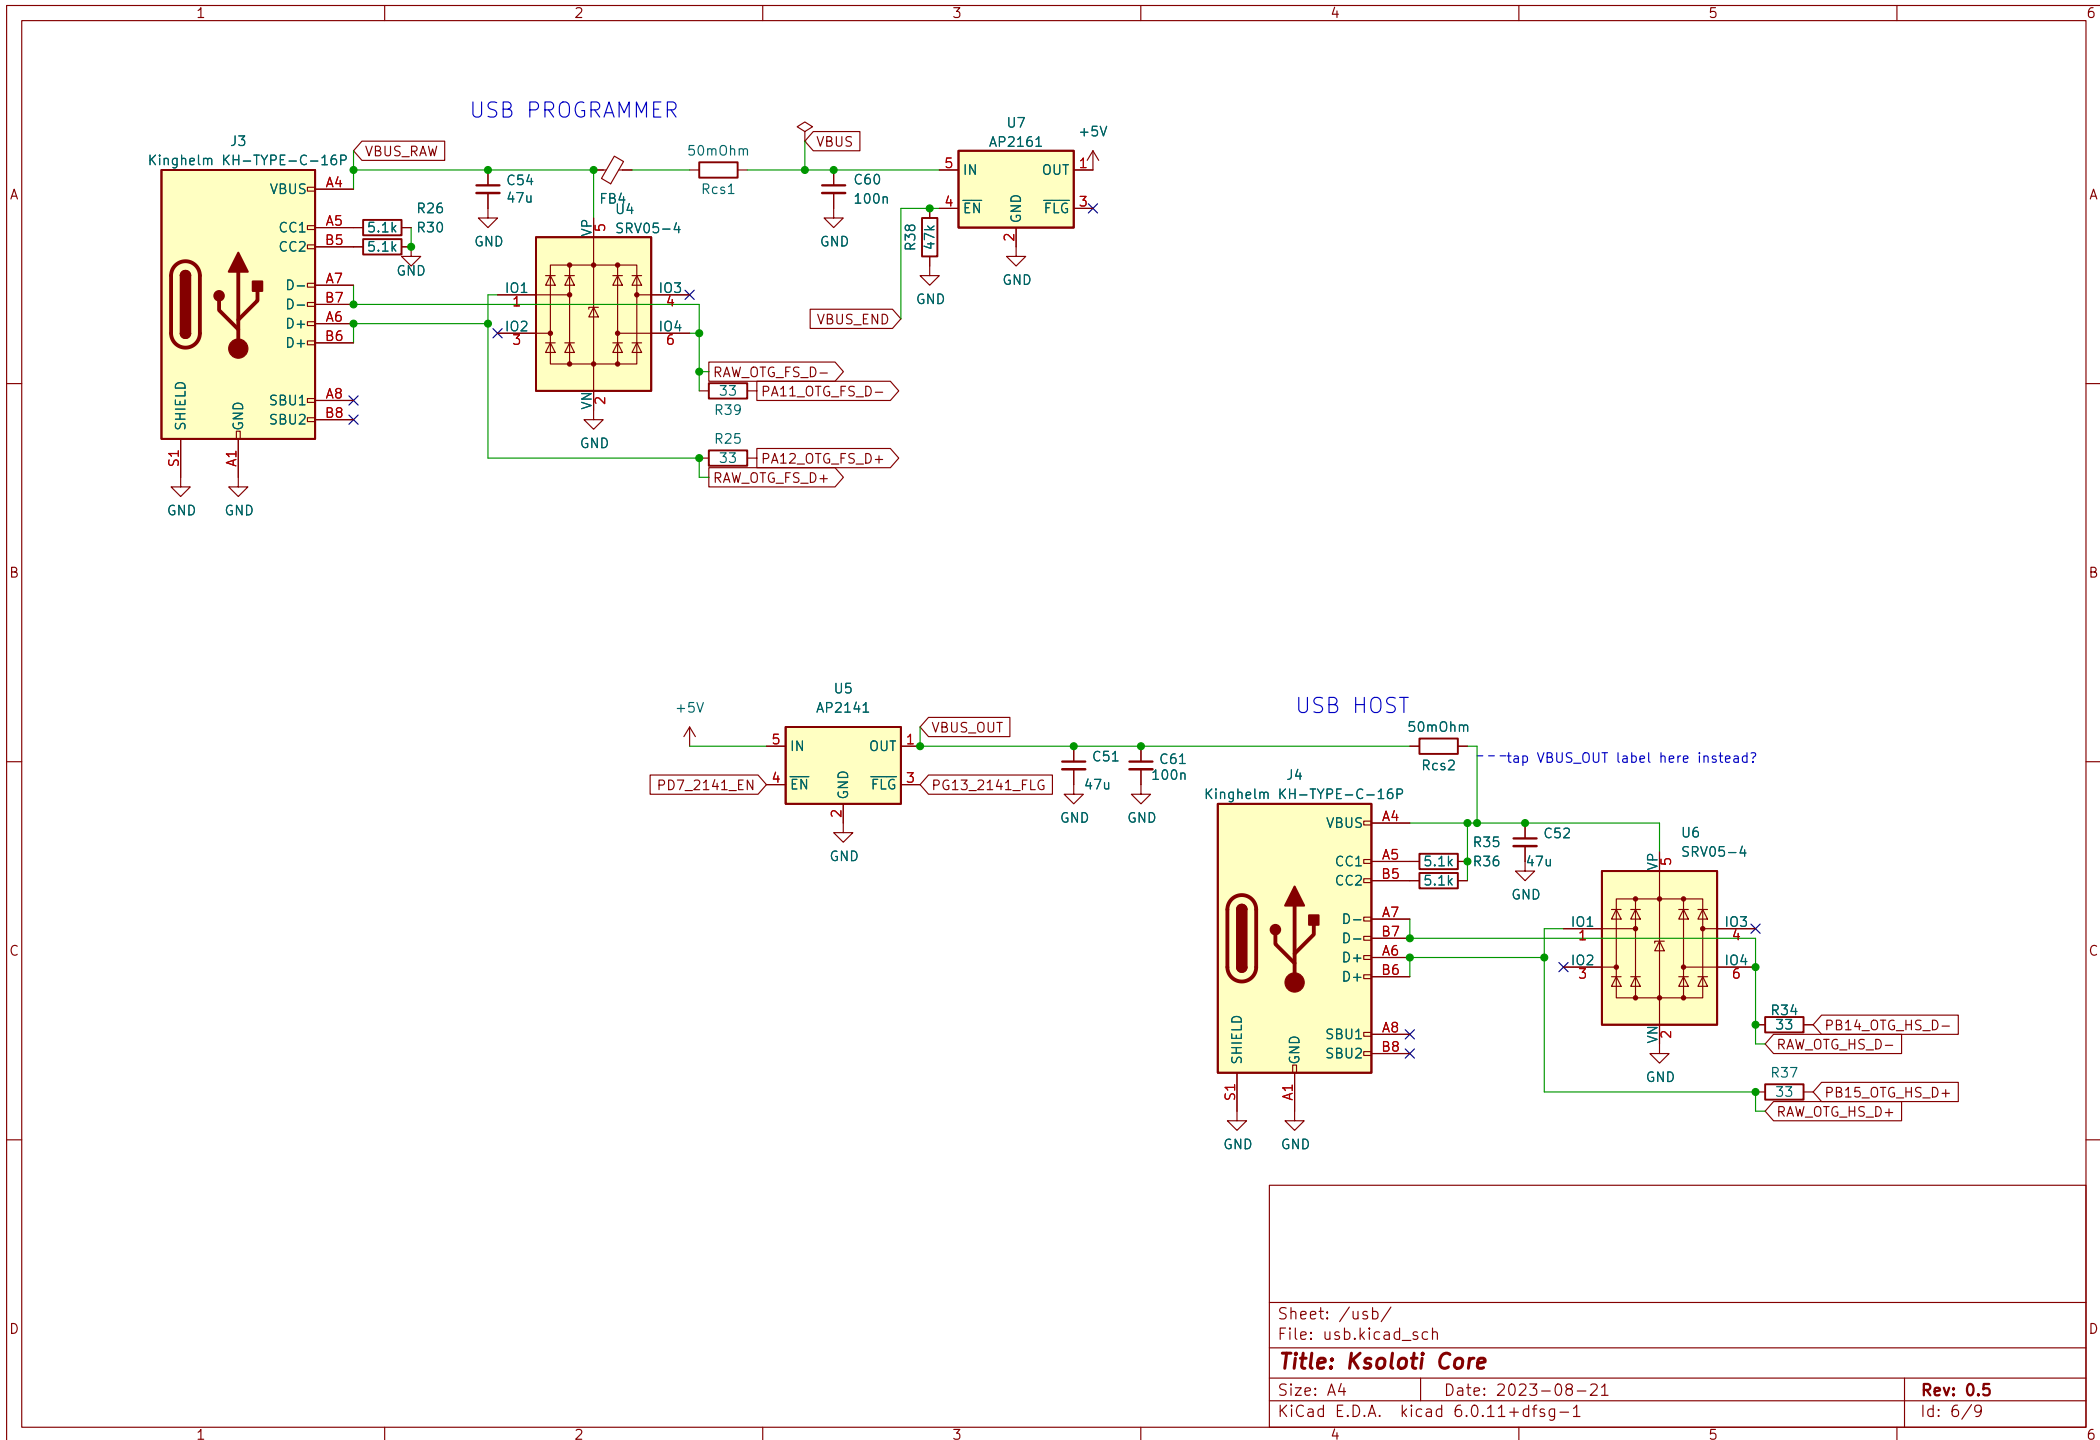 1 2 3 4 5 6
A
B
C
D
A
B
C
D
USB PROGRAMMER
J3
Kinghelm KH-TYPE-C-16P
VBUS A4
CC1 A5
CC2 B5
D- A7
D- B7
D+ A6
D+ B6
SBU1 A8
SBU2 B8
SHIELD
GND
S1
A1
GND
GND
VBUS_RAW
R26
R30
5.1k
5.1k
GND
C54
47u
GND
FB4
U4
SRV05-4
VP
5
IO1
1
IO2
3
IO3
4
IO4
6
VN
2
GND
50mOhm
Rcs1
VBUS
C60
100n
GND
U7
AP2161
+5V
5 IN
OUT 1
4 EN
FLG 3
GND
2
GND
R38
47k
GND
VBUS_END
RAW_OTG_FS_D-
33
PA11_OTG_FS_D-
R39
R25
33
PA12_OTG_FS_D+
RAW_OTG_FS_D+
+5V
U5
AP2141
5 IN
OUT 1
4 EN
FLG 3
GND
2
GND
PD7_2141_EN
VBUS_OUT
PG13_2141_FLG
C51
47u
GND
C61
100n
GND
USB HOST
50mOhm
Rcs2
tap VBUS_OUT label here instead?
J4
Kinghelm KH-TYPE-C-16P
VBUS A4
CC1 A5
CC2 B5
D- A7
D- B7
D+ A6
D+ B6
SBU1 A8
SBU2 B8
SHIELD
GND
S1
A1
GND
GND
R35
R36
5.1k
5.1k
C52
47u
GND
U6
SRV05-4
VP
5
IO1
1
IO2
3
IO3
4
IO4
6
VN
2
GND
R34
33
PB14_OTG_HS_D-
RAW_OTG_HS_D-
R37
33
PB15_OTG_HS_D+
RAW_OTG_HS_D+
Sheet: /usb/
File: usb.kicad_sch
Title: Ksoloti Core
Size: A4 Date: 2023-08-21 Rev: 0.5
KiCad E.D.A. kicad 6.0.11+dfsg-1 Id: 6/9
1 2 3 4 5 6